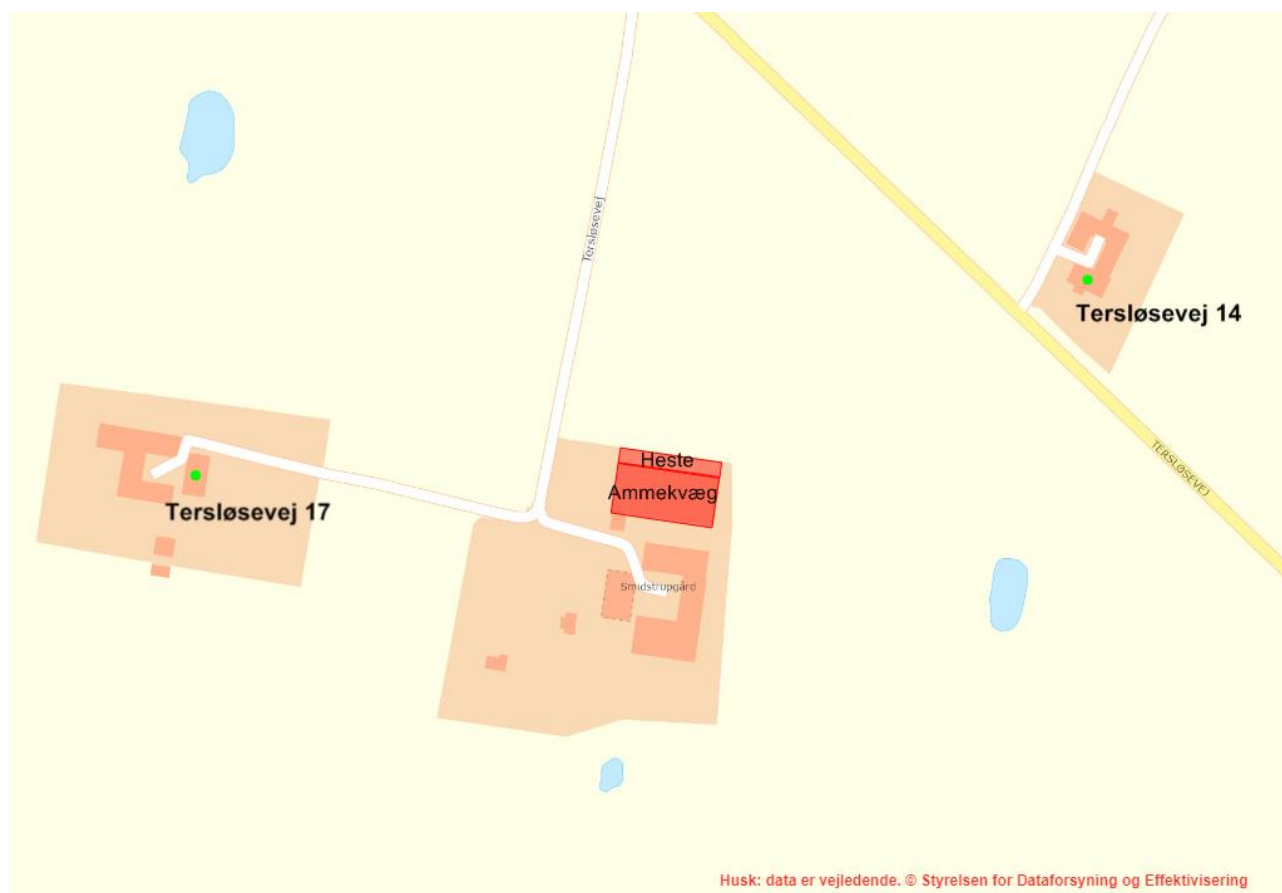 Tersløsevej
Tersløsevej 14
TERSLØSEVEJ
Heste
Ammekvæg
Tersløsevej 17
Smidstrupgård
Husk: data er vejledende. © Styrelsen for Dataforsyning og Effektivisering